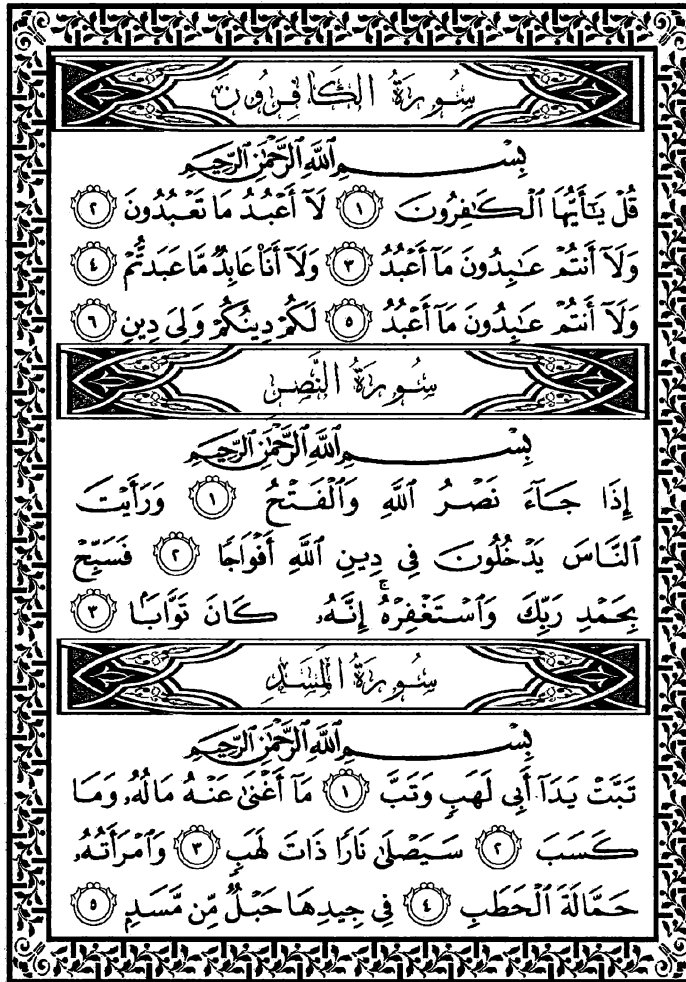 سُورَةُ الكَافِرُونَ
بِسْمِ ٱللَّهِ ٱلرَّحْمَٰنِ ٱلرَّحِيمِ
قُلْ يَٰٓأَيُّهَا ٱلْكَٰفِرُونَ ١ لَآ أَعْبُدُ مَا تَعْبُدُونَ ٢
وَلَآ أَنتُمْ عَٰبِدُونَ مَآ أَعْبُدُ ٣ وَلَآ أَنَا۠ عَابِدٌ مَّا عَبَدتُّمْ ٤
وَلَآ أَنتُمْ عَٰبِدُونَ مَآ أَعْبُدُ ٥ لَكُمْ دِينُكُمْ وَلِىَ دِينِ ٦
سُورَةُ النَّصْرِ
بِسْمِ ٱللَّهِ ٱلرَّحْمَٰنِ ٱلرَّحِيمِ
إِذَا جَآءَ نَصْرُ ٱللَّهِ وَٱلْفَتْحُ ١ وَرَأَيْتَ
ٱلنَّاسَ يَدْخُلُونَ فِى دِينِ ٱللَّهِ أَفْوَاجًا ٢ فَسَبِّحْ
بِحَمْدِ رَبِّكَ وَٱسْتَغْفِرْهُ ۚ إِنَّهُۥ كَانَ تَوَّابًۢا ٣
سُورَةُ المَسَدِ
بِسْمِ ٱللَّهِ ٱلرَّحْمَٰنِ ٱلرَّحِيمِ
تَبَّتْ يَدَآ أَبِى لَهَبٍ وَتَبَّ ١ مَآ أَغْنَىٰ عَنْهُ مَالُهُۥ وَمَا
كَسَبَ ٢ سَيَصْلَىٰ نَارًا ذَاتَ لَهَبٍ ٣ وَٱمْرَأَتُهُۥ
حَمَّالَةَ ٱلْحَطَبِ ٤ فِى جِيدِهَا حَبْلٌ مِّن مَّسَدٍۭ ٥